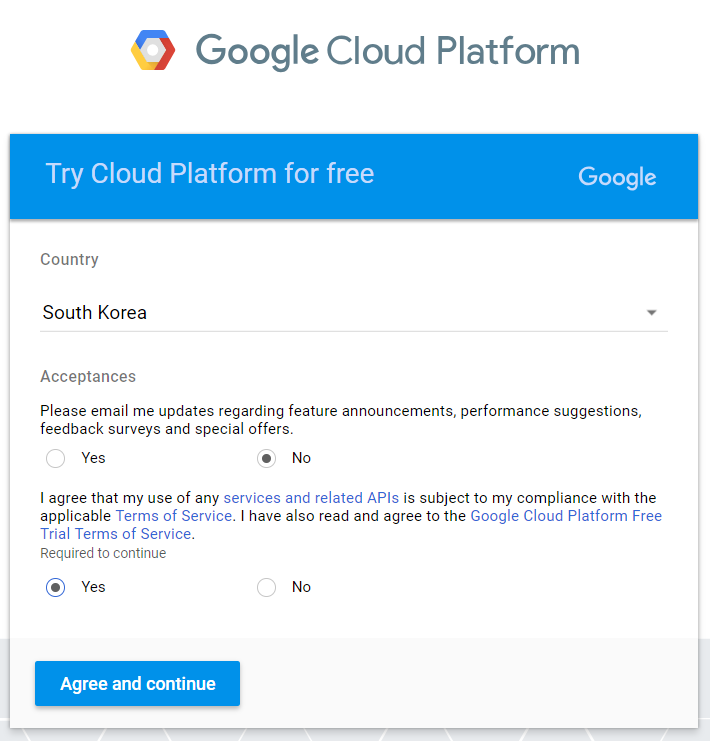 Google Cloud Platform
Try Cloud Platform for free
Google
Country
South Korea
Acceptances
Please email me updates regarding feature announcements, performance suggestions,
feedback surveys and special offers.
Yes No
I agree that my use of any services and related APIs is subject to my compliance with the
applicable Terms of Service. I have also read and agree to the Google Cloud Platform Free
Trial Terms of Service.
Required to continue
Yes No
Agree and continue